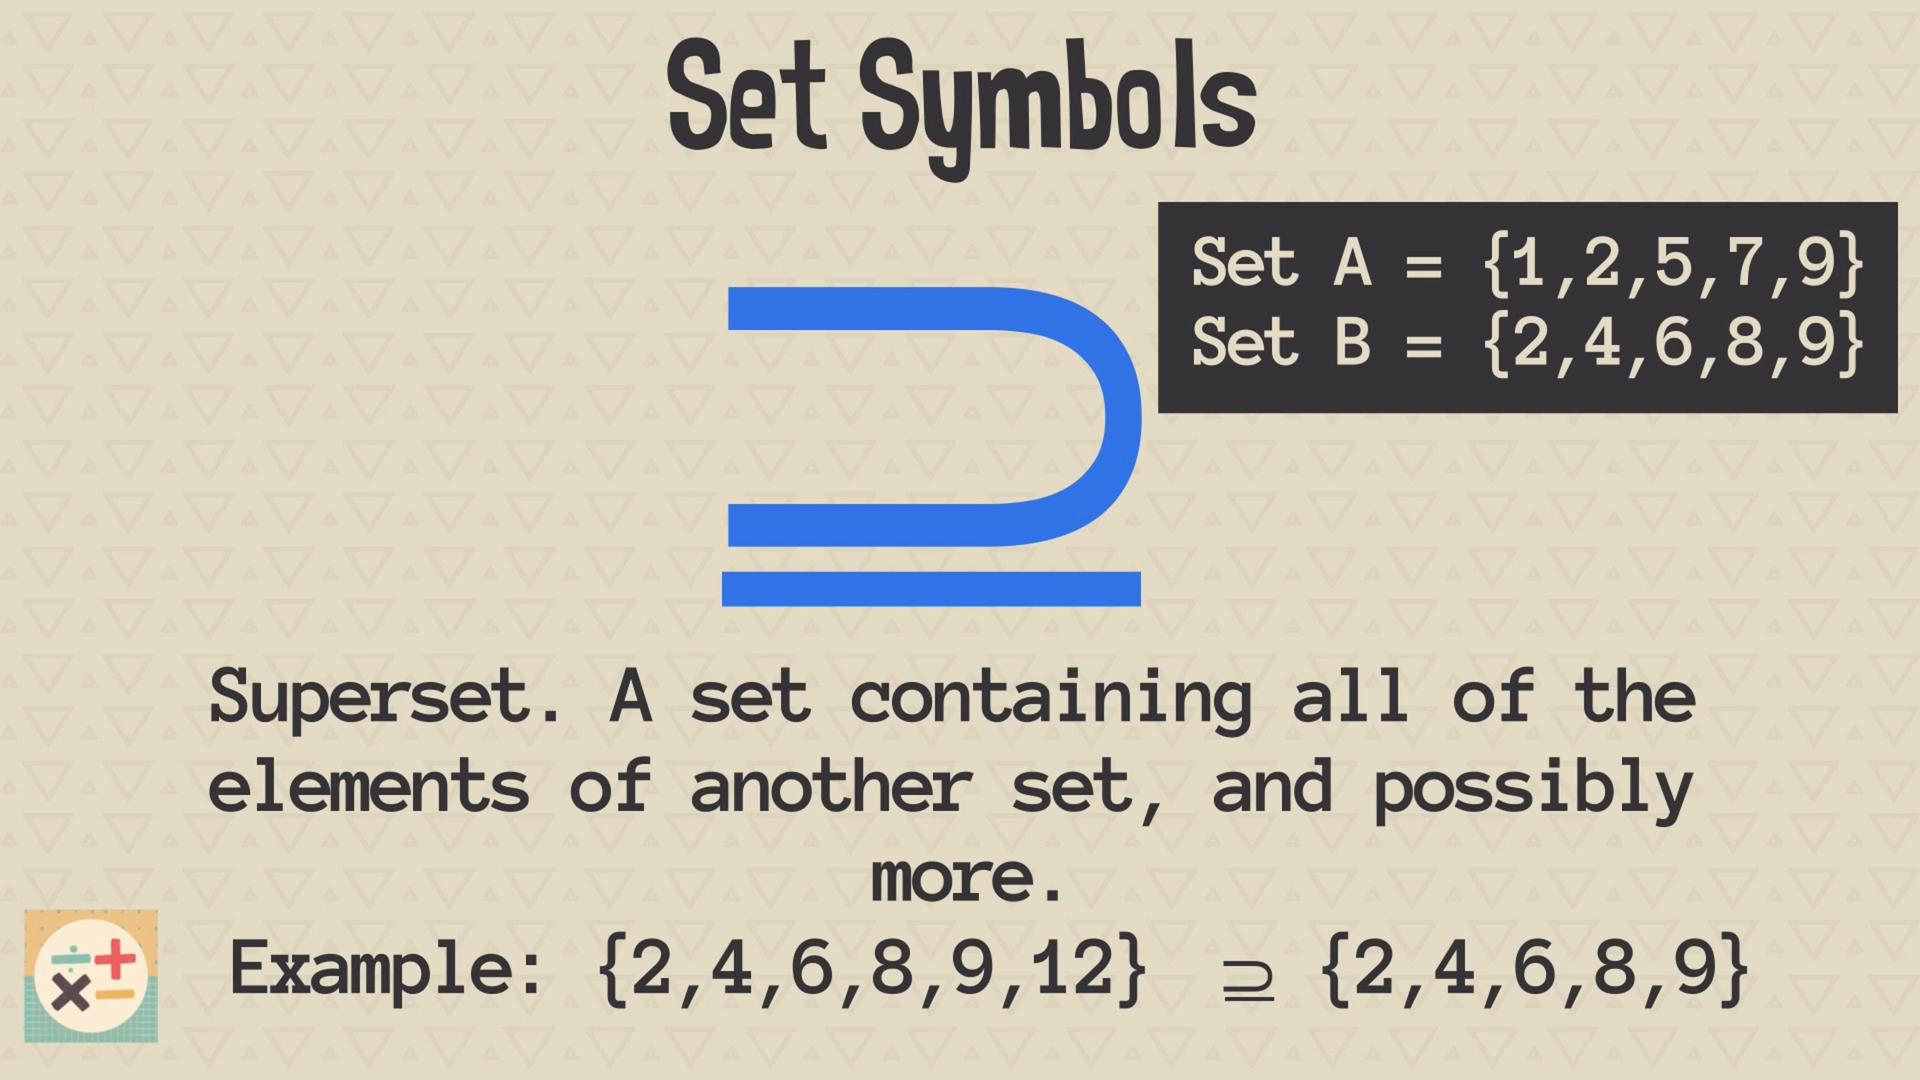 Set Symbols
Set A = {1,2,5,7,9}
Set B = {2,4,6,8,9}
⊇
Superset. A set containing all of the
elements of another set, and possibly
more.
Example: {2,4,6,8,9,12} ⊇ {2,4,6,8,9}